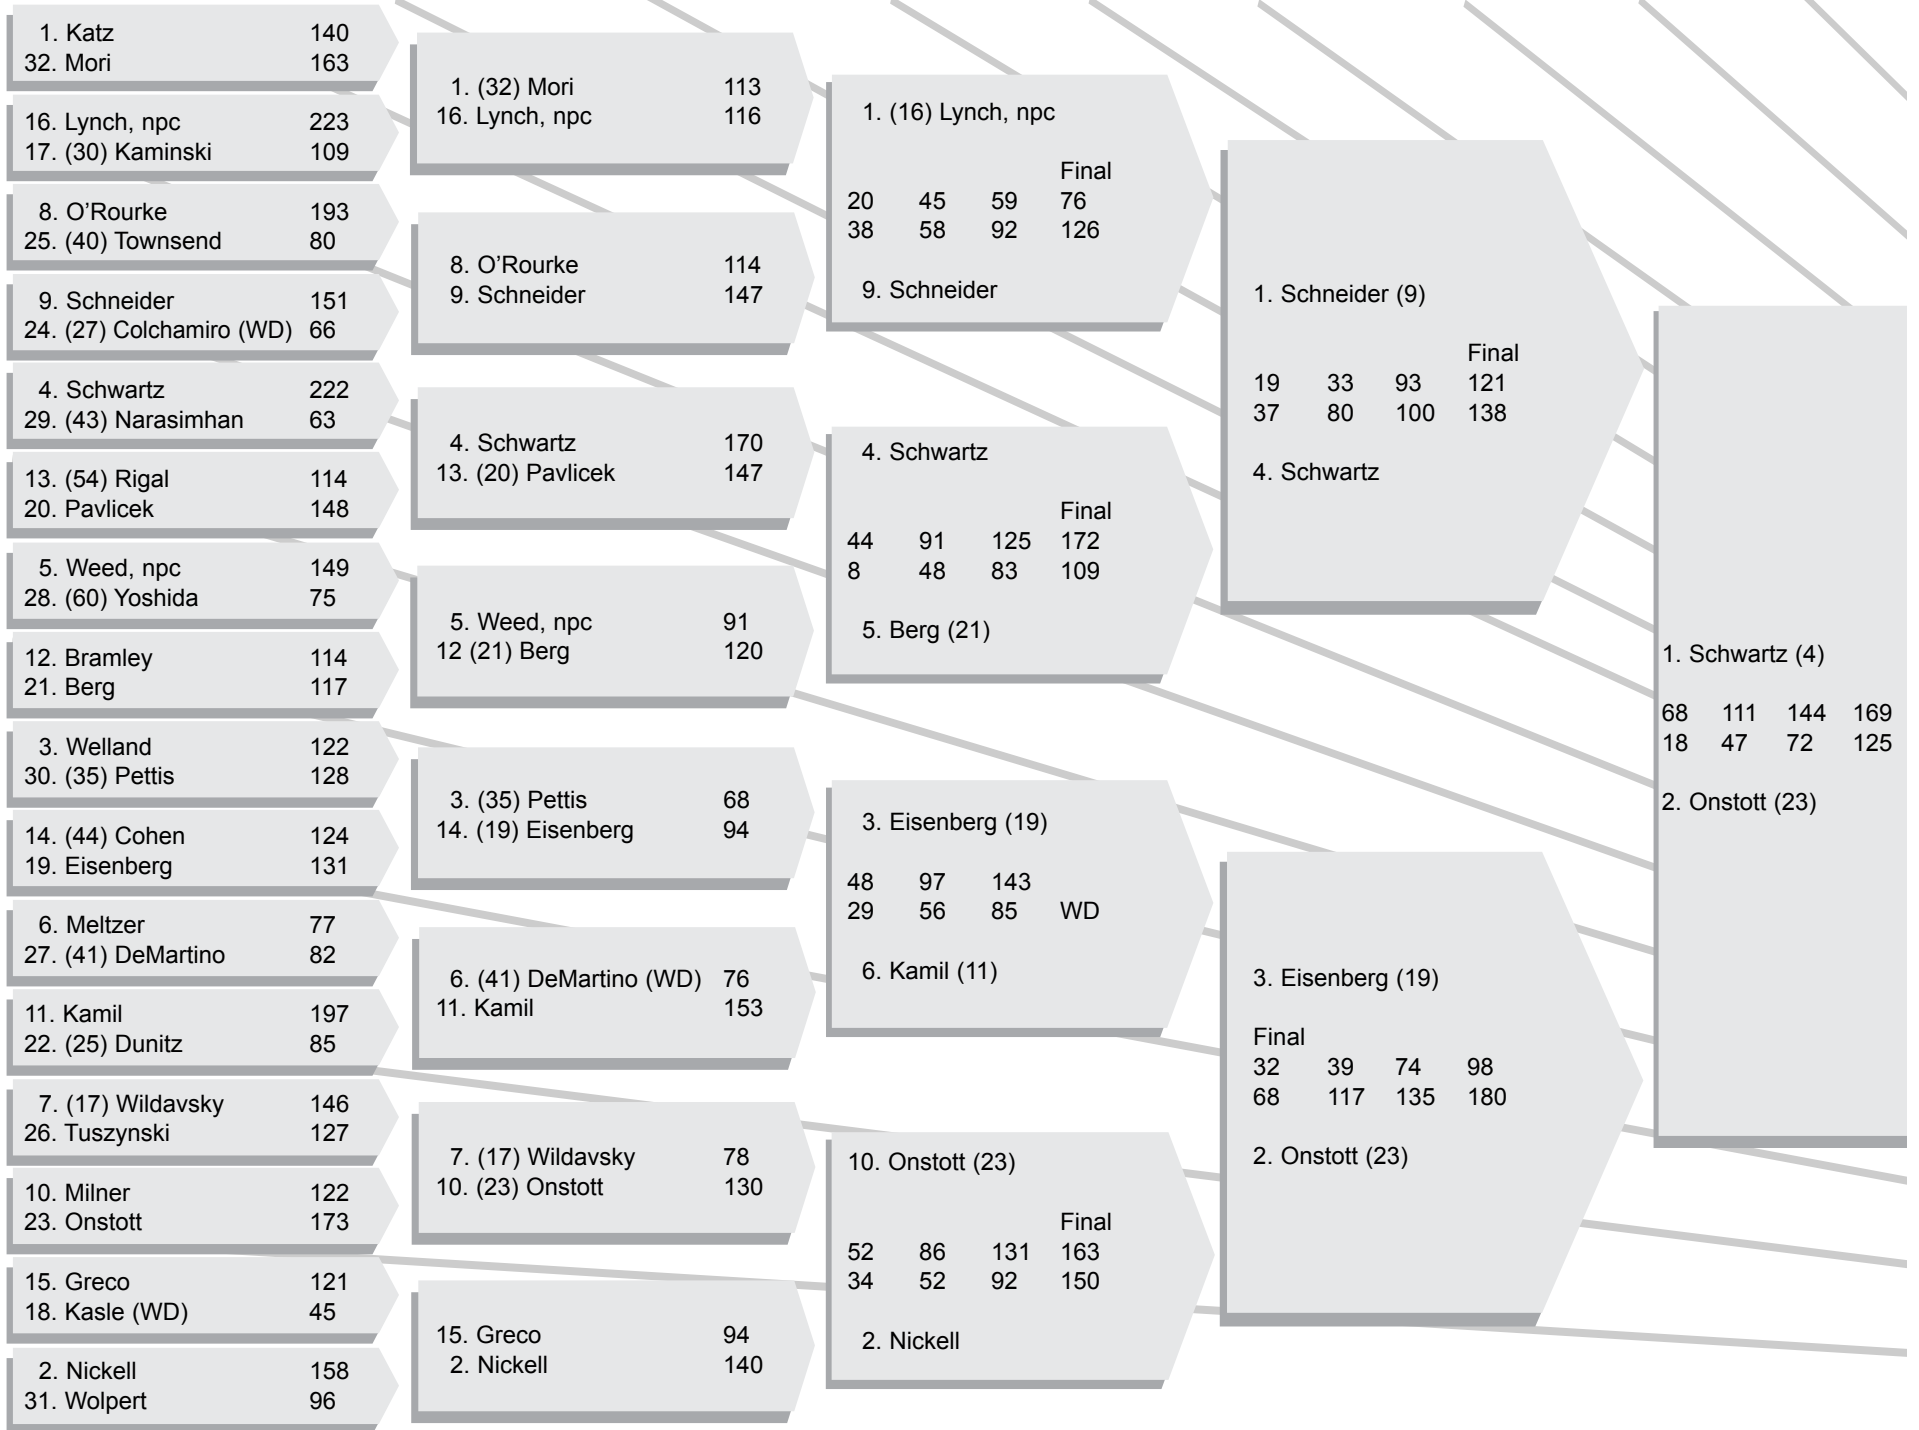 1. Katz 140
32. Mori 163
16. Lynch, npc 223
17. (30) Kaminski 109
8. O'Rourke 193
25. (40) Townsend 80
9. Schneider 151
24. (27) Colchamiro (WD) 66
4. Schwartz 222
29. (43) Narasimhan 63
13. (54) Rigal 114
20. Pavlicek 148
5. Weed, npc 149
28. (60) Yoshida 75
12. Bramley 114
21. Berg 117
3. Welland 122
30. (35) Pettis 128
14. (44) Cohen 124
19. Eisenberg 131
6. Meltzer 77
27. (41) DeMartino 82
11. Kamil 197
22. (25) Dunitz 85
7. (17) Wildavsky 146
26. Tuszynski 127
10. Milner 122
23. Onstott 173
15. Greco 121
18. Kasle (WD) 45
2. Nickell 158
31. Wolpert 96
1. (32) Mori 113
16. Lynch, npc 116
8. O'Rourke 114
9. Schneider 147
4. Schwartz 170
13. (20) Pavlicek 147
5. Weed, npc 91
12 (21) Berg 120
3. (35) Pettis 68
14. (19) Eisenberg 94
6. (41) DeMartino (WD) 76
11. Kamil 153
7. (17) Wildavsky 78
10. (23) Onstott 130
15. Greco 94
2. Nickell 140
1. (16) Lynch, npc
Final
20 45 59 76
38 58 92 126
9. Schneider
4. Schwartz
Final
44 91 125 172
8 48 83 109
5. Berg (21)
3. Eisenberg (19)
48 97 143
29 56 85 WD
6. Kamil (11)
10. Onstott (23)
Final
52 86 131 163
34 52 92 150
2. Nickell
1. Schneider (9)
Final
19 33 93 121
37 80 100 138
4. Schwartz
3. Eisenberg (19)
Final
32 39 74 98
68 117 135 180
2. Onstott (23)
1. Schwartz (4)
68 111 144 169
18 47 72 125
2. Onstott (23)